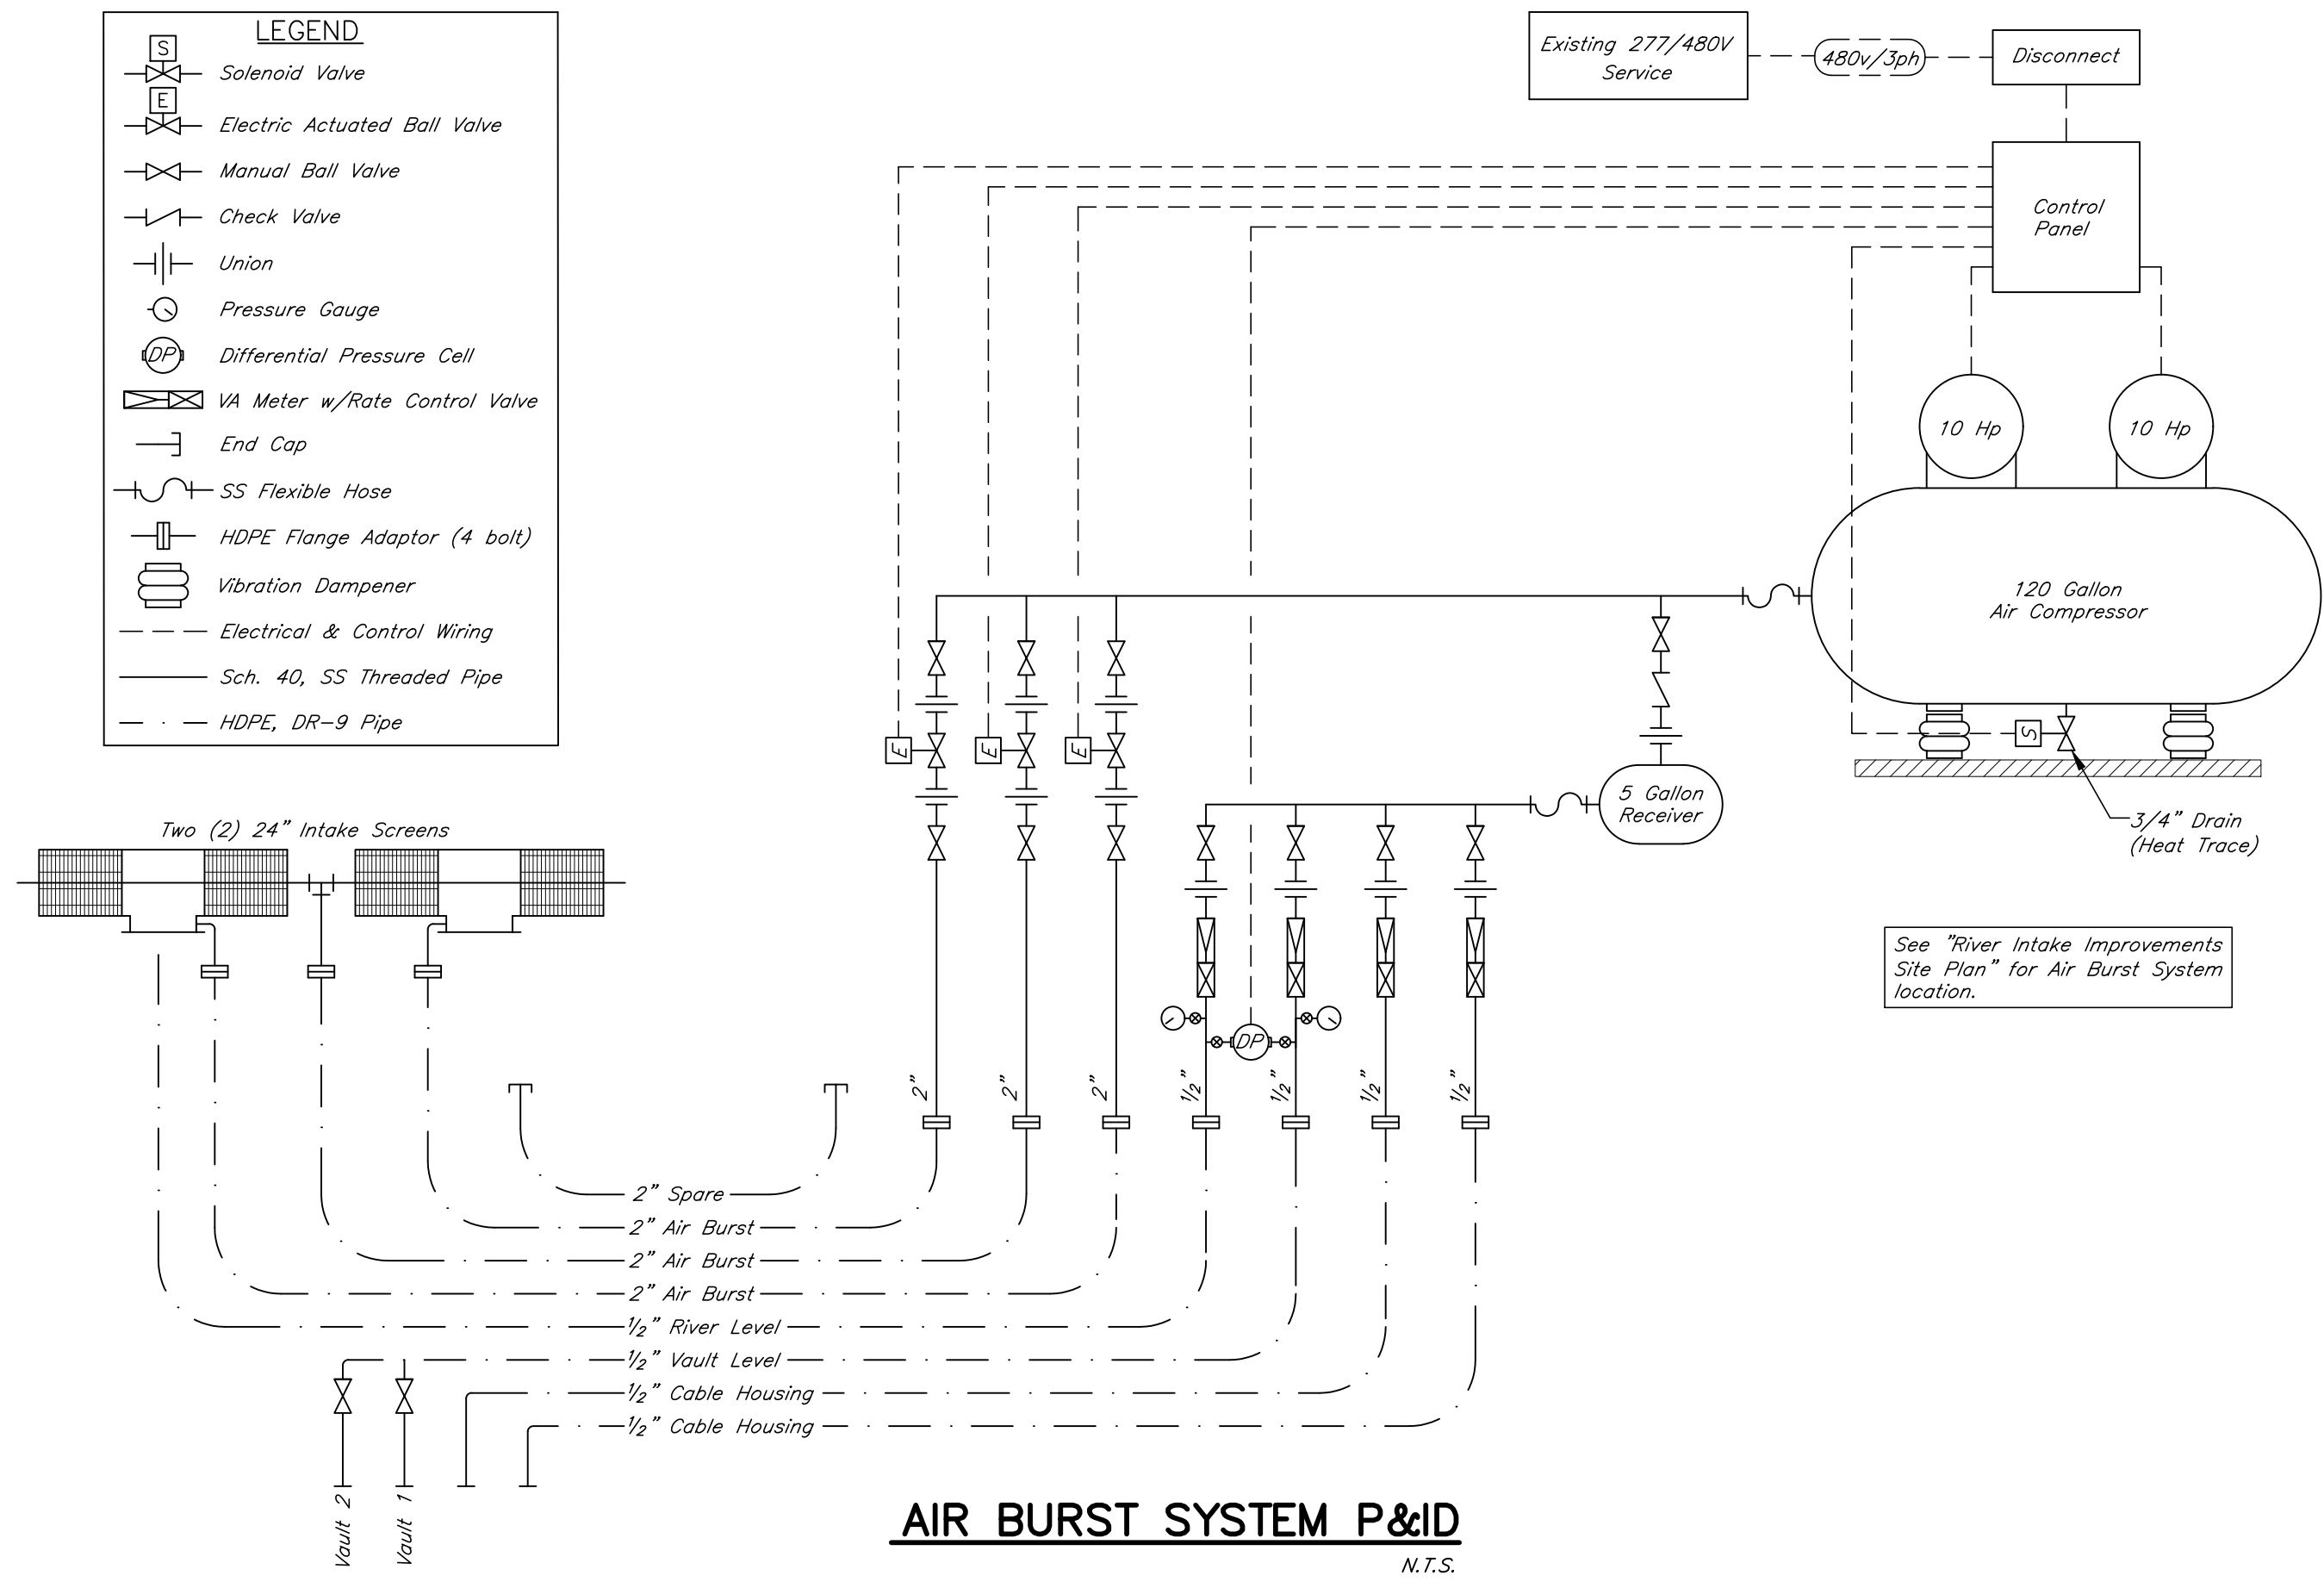 LEGEND
S
Solenoid Valve
E
Electric Actuated Ball Valve
Manual Ball Valve
Check Valve
Union
Pressure Gauge
DP
Differential Pressure Cell
VA Meter w/Rate Control Valve
End Cap
SS Flexible Hose
HDPE Flange Adaptor (4 bolt)
Vibration Dampener
Electrical & Control Wiring
Sch. 40, SS Threaded Pipe
HDPE, DR-9 Pipe
Existing 277/480V
Service
480v/3ph
Disconnect
Control
Panel
10 Hp
10 Hp
120 Gallon
Air Compressor
E
E
E
S
5 Gallon
Receiver
3/4" Drain
(Heat Trace)
Two (2) 24" Intake Screens
See "River Intake Improvements
Site Plan" for Air Burst System
location.
DP
2"
2"
2"
1/2"
1/2"
1/2"
1/2"
2" Spare
2" Air Burst
2" Air Burst
2" Air Burst
1/2" River Level
1/2" Vault Level
1/2" Cable Housing
1/2" Cable Housing
Vault 2
Vault 1
AIR BURST SYSTEM P&ID
N.T.S.